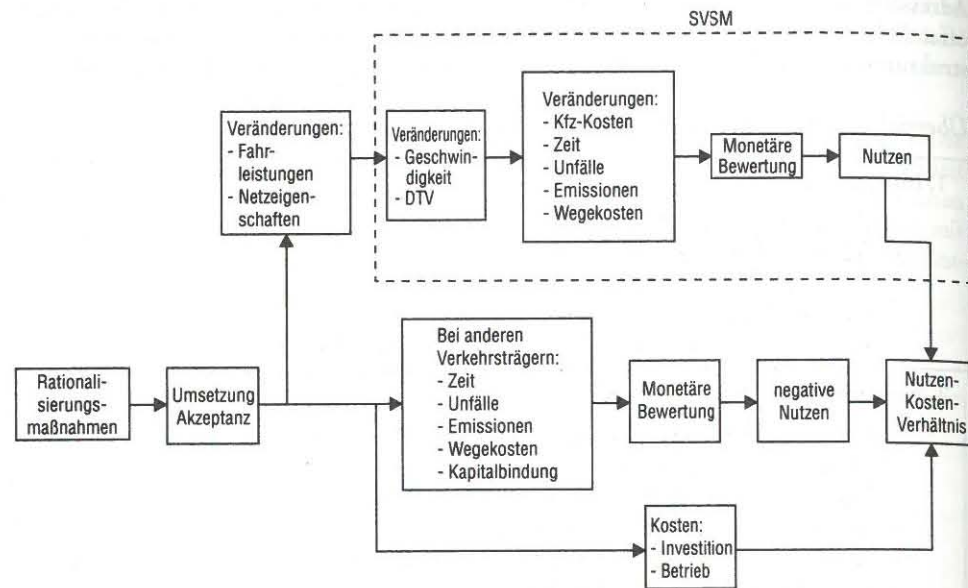 SVSM
Veränderungen:
- Fahr-
leistungen
- Netzeigen-
schaften
Veränderungen:
- Geschwin-
digkeit
- DTV
Veränderungen:
- Kfz-Kosten
- Zeit
- Unfälle
- Emissionen
- Wegekosten
Monetäre
Bewertung
Nutzen
Rationali-
sierungs-
maßnahmen
Umsetzung
Akzeptanz
Bei anderen
Verkehrsträgern:
- Zeit
- Unfälle
- Emissionen
- Wegekosten
- Kapitalbindung
Monetäre
Bewertung
negative
Nutzen
Nutzen-
Kosten-
Verhältnis
Kosten:
- Investition
- Betrieb